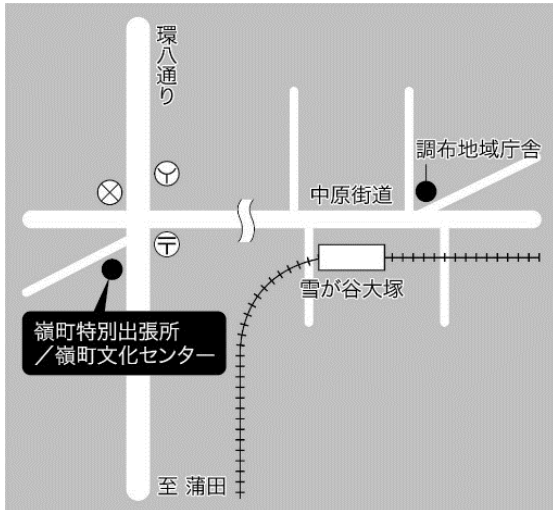 環八通り
調布地域庁舎
中原街道
雪が谷大塚
嶺町特別出張所
／嶺町文化センター
至 蒲田